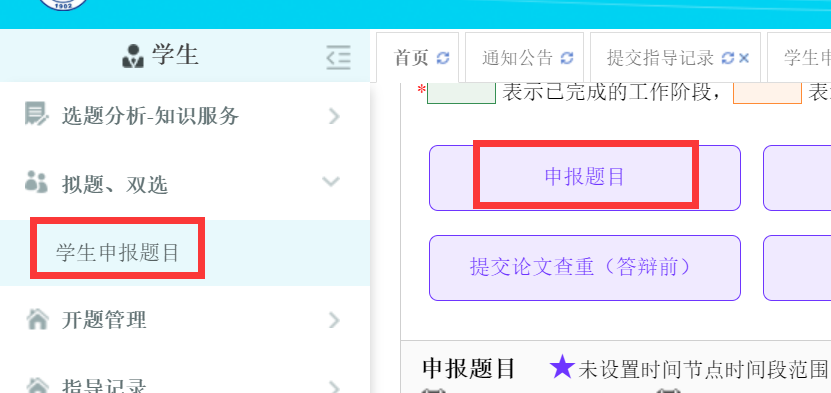 1902
学生
首页
通知公告
提交指导记录
学生申
*
表示已完成的工作阶段，
表
选题分析-知识服务
拟题、双选
学生申报题目
开题管理
指导记录
申报题目
提交论文查重（答辩前）
申报题目
★未设置时间节点时间段范围